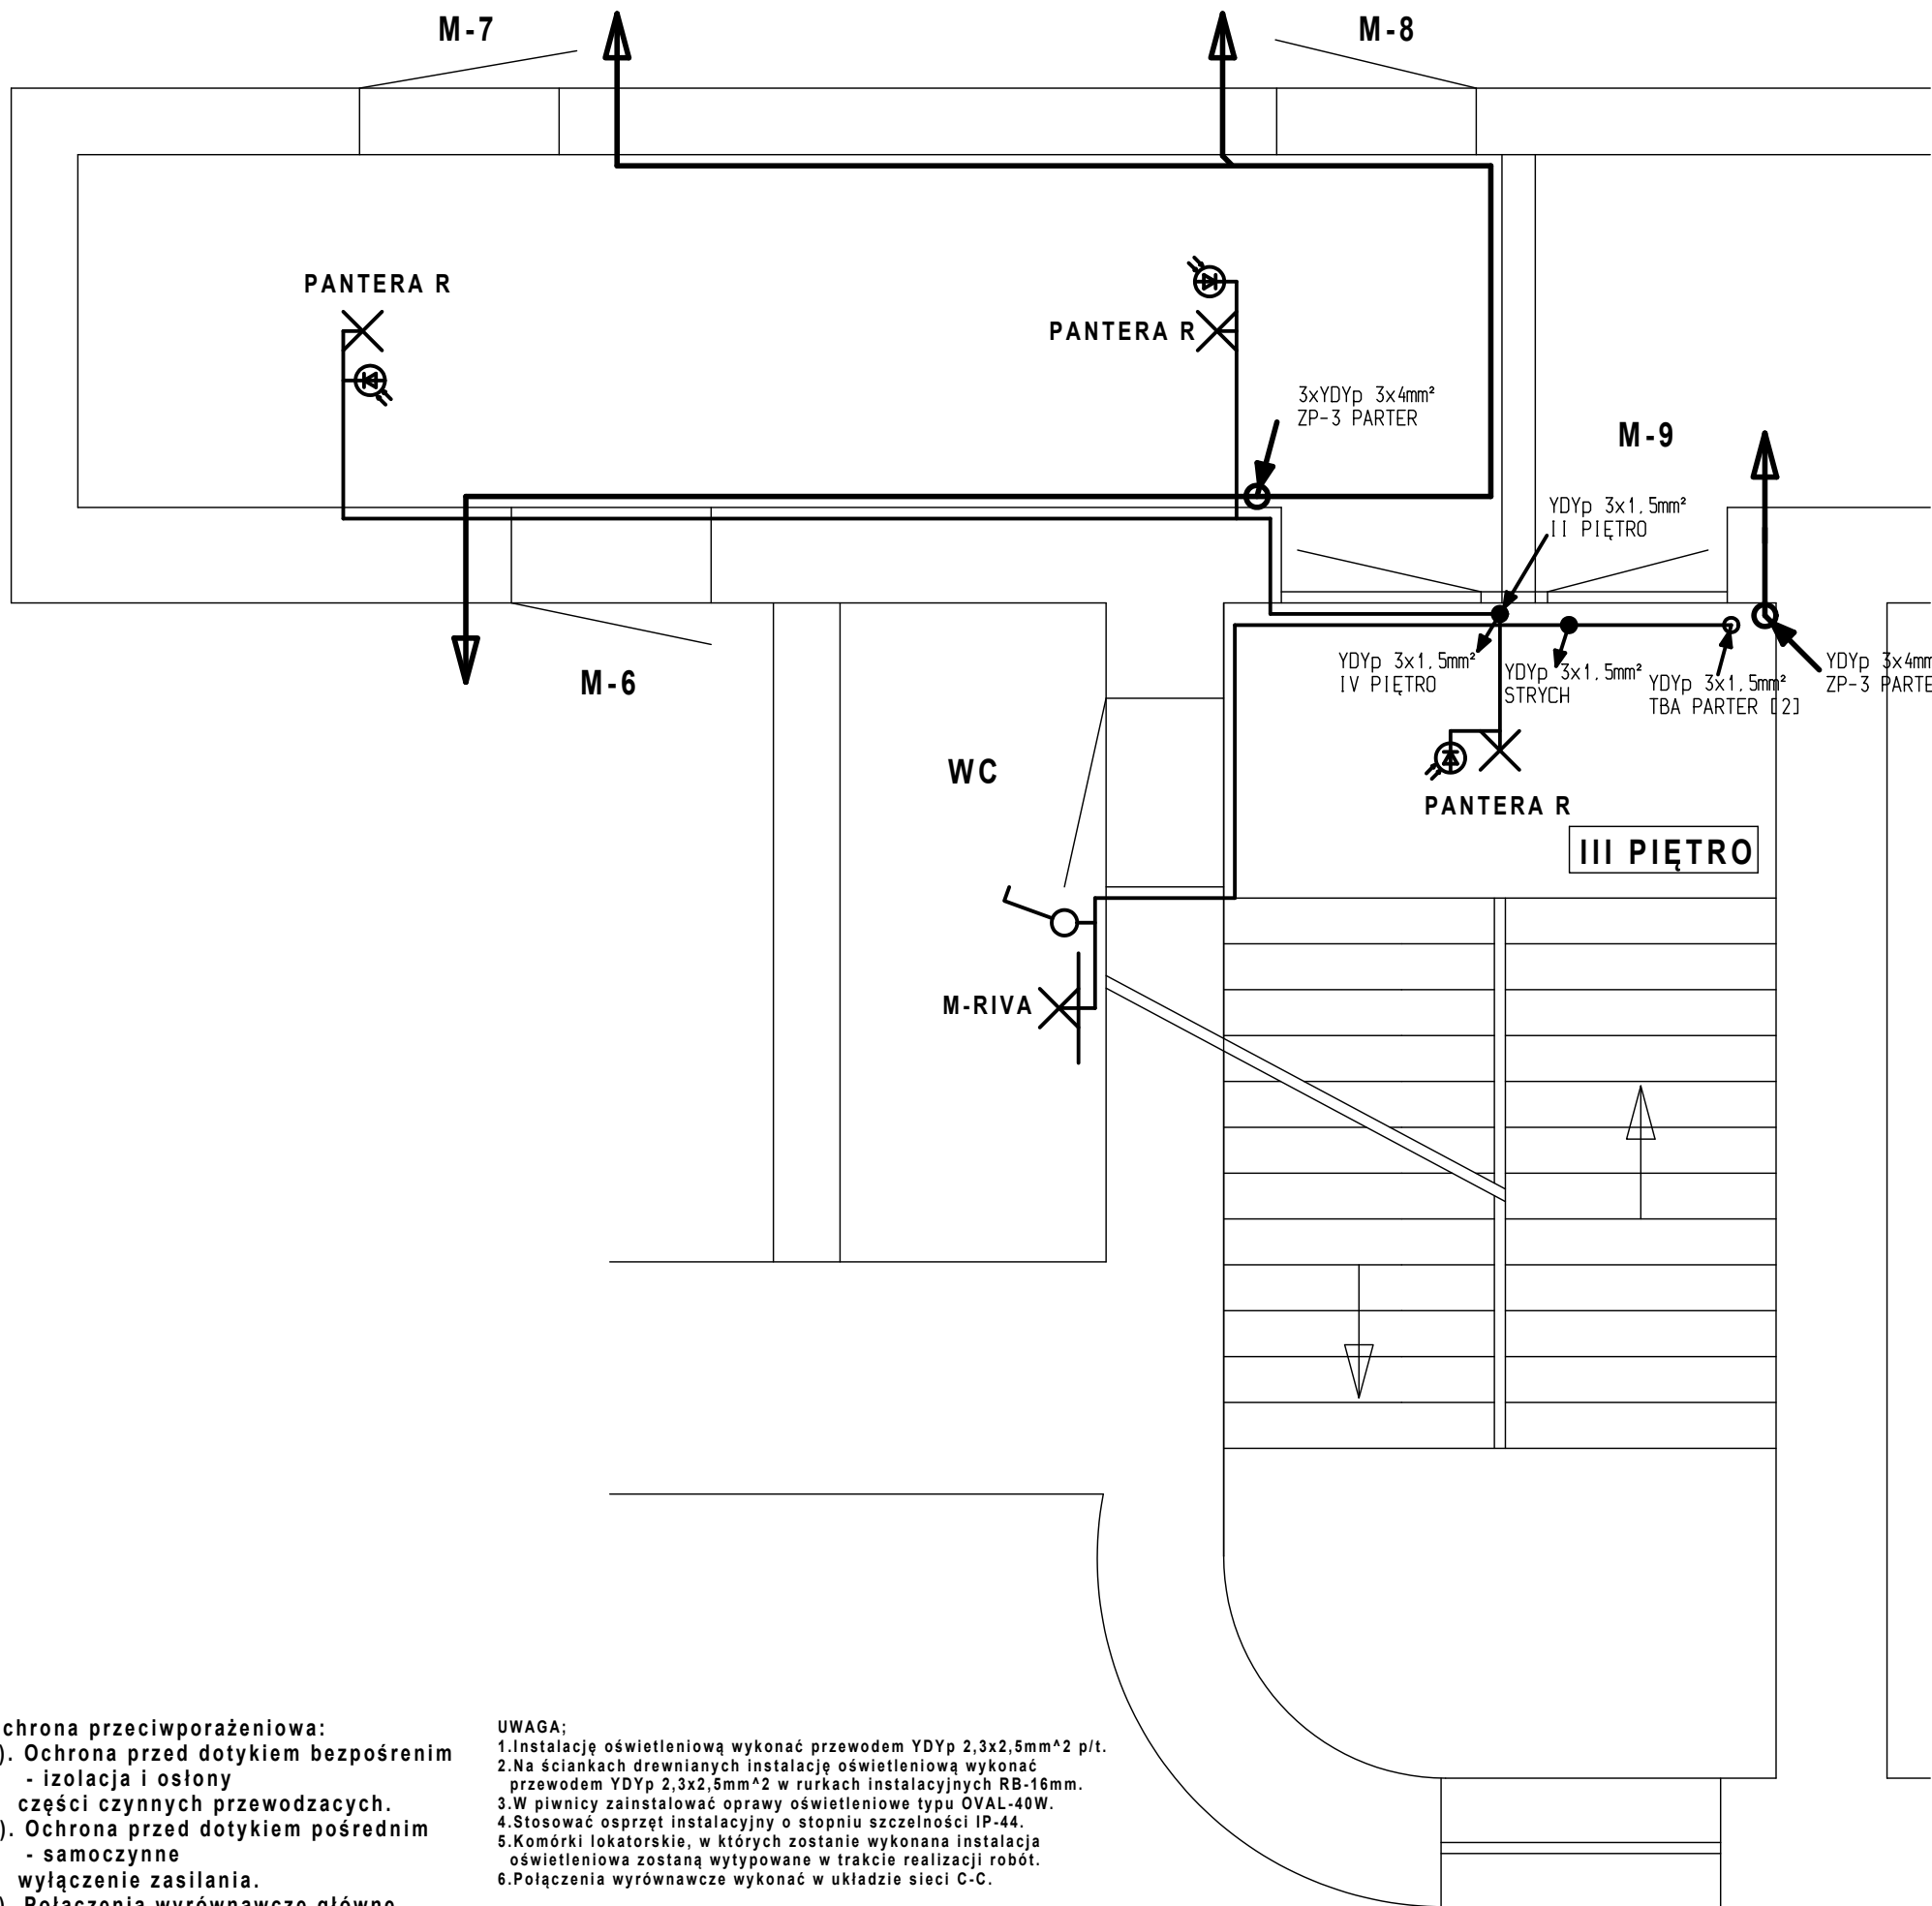 M-7
M-8
PANTERA R
PANTERA R
3xYDYp 3x4mm²
ZP-3 PARTER
M-9
YDYp 3x1,5mm²
II PIĘTRO
M-6
YDYp 3x1,5mm²
IV PIĘTRO
YDYp 3x1,5mm²
STRYCH
YDYp 3x1,5mm²
TBA PARTER [2]
YDYp 3x4mm
ZP-3 PARTE
WC
PANTERA R
III PIĘTRO
M-RIVA
chrona przeciwporażeniowa:
). Ochrona przed dotykiem bezpośrenim
- izolacja i osłony
części czynnych przewodzacych.
). Ochrona przed dotykiem pośrednim
- samoczynne
wyłączenie zasilania.
). Połączenia wyrównawcze główne
UWAGA;
1.Instalację oświetleniową wykonać przewodem YDYp 2,3x2,5mm^2 p/t.
2.Na ściankach drewnianych instalację oświetleniową wykonać
przewodem YDYp 2,3x2,5mm^2 w rurkach instalacyjnych RB-16mm.
3.W piwnicy zainstalować oprawy oświetleniowe typu OVAL-40W.
4.Stosować osprzęt instalacyjny o stopniu szczelności IP-44.
5.Komórki lokatorskie, w których zostanie wykonana instalacja
oświetleniowa zostaną wytypowane w trakcie realizacji robót.
6.Połączenia wyrównawcze wykonać w układzie sieci C-C.